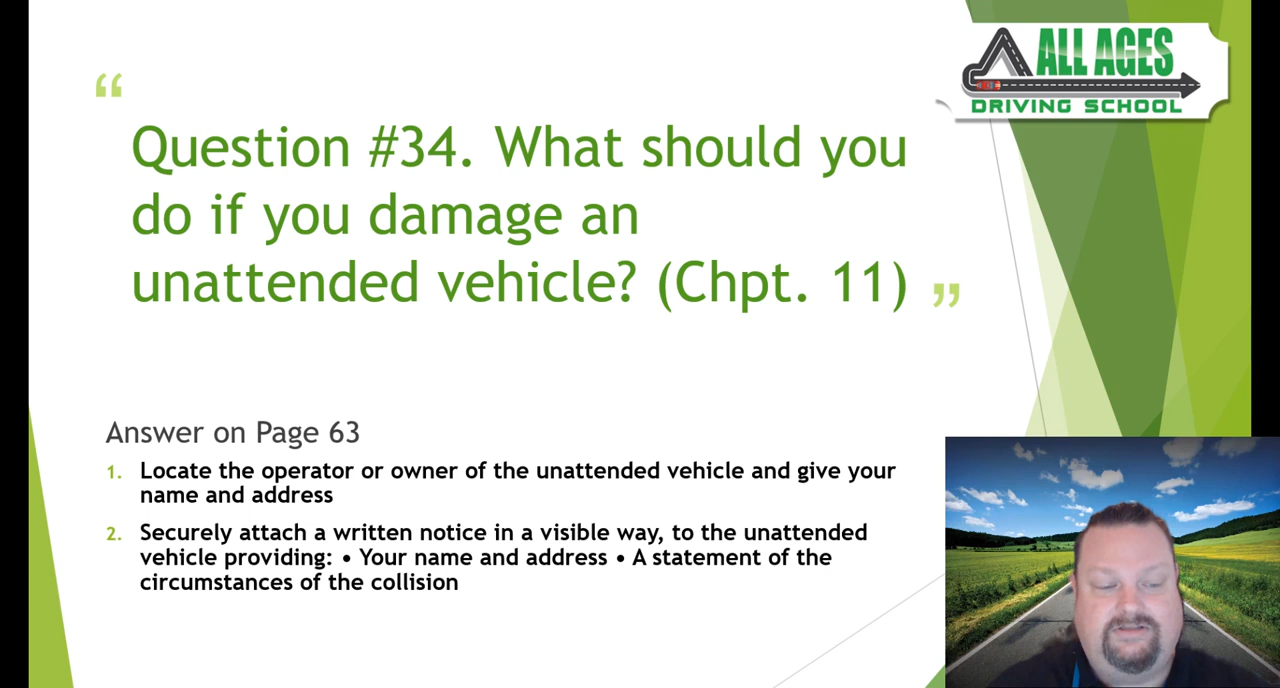 ALL AGES
DRIVING SCHOOL
“
Question #34. What should you
do if you damage an
unattended vehicle? (Chpt. 11)
”
Answer on Page 63
1. Locate the operator or owner of the unattended vehicle and give your
name and address
2. Securely attach a written notice in a visible way, to the unattended
vehicle providing: • Your name and address • A statement of the
circumstances of the collision